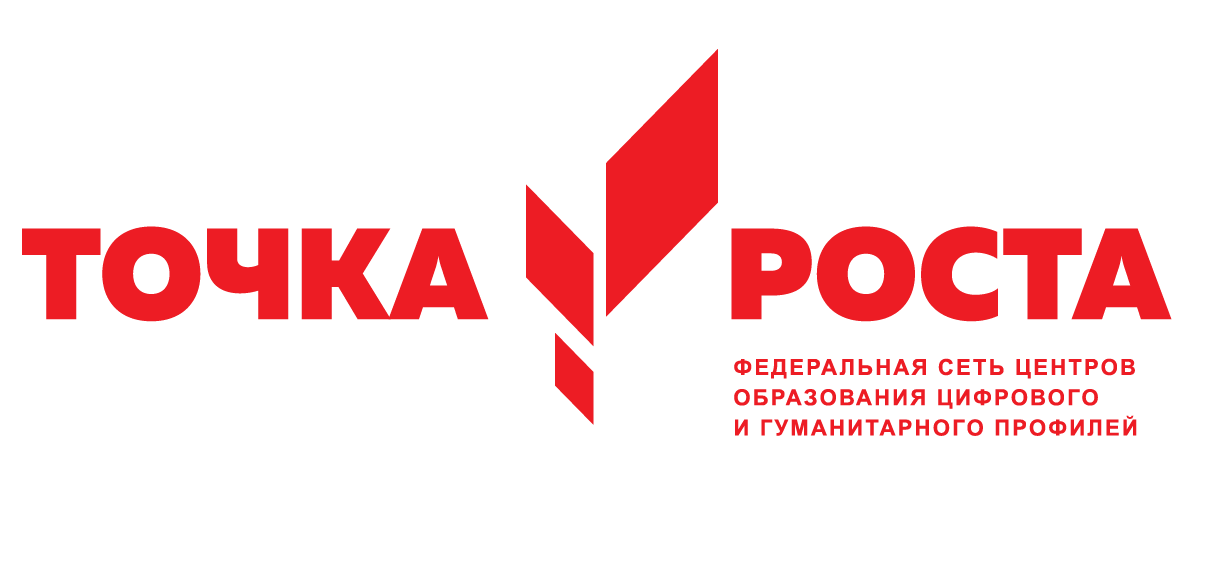 ТОЧКА РОСТА
ФЕДЕРАЛЬНАЯ СЕТЬ ЦЕНТРОВ
ОБРАЗОВАНИЯ ЦИФРОВОГО
И ГУМАНИТАРНОГО ПРОФИЛЕЙ